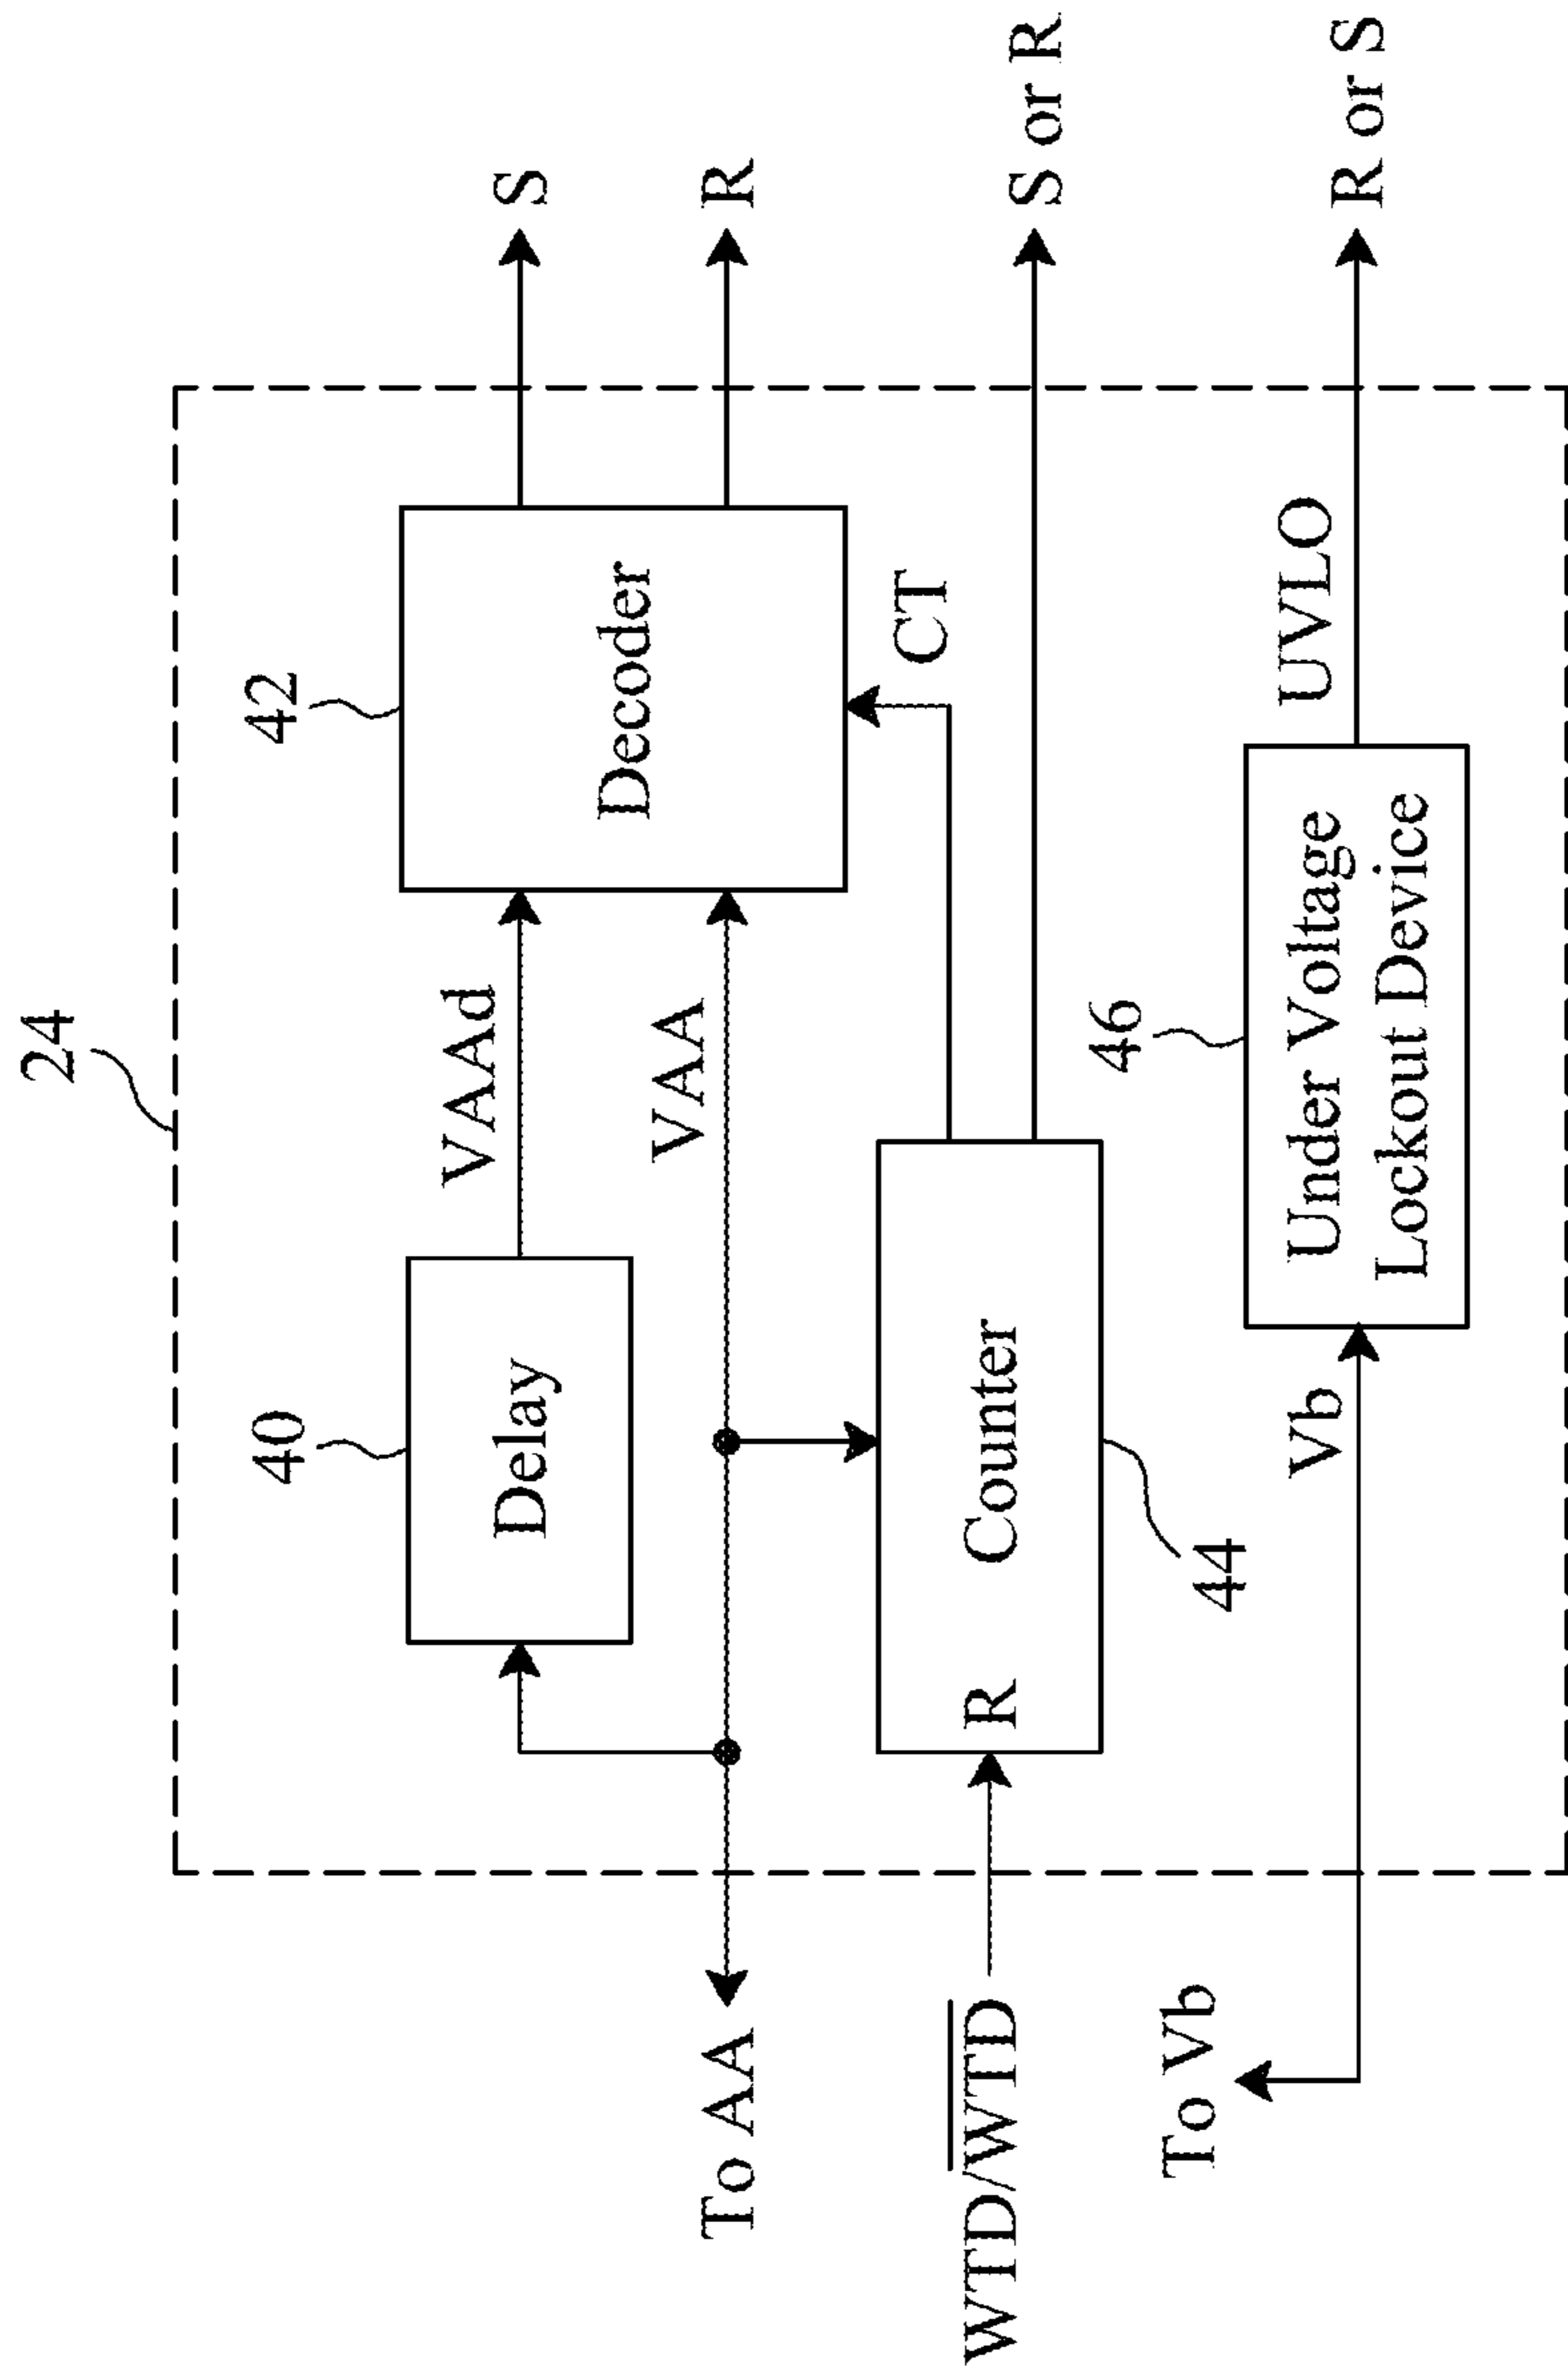 24
40
Delay
VAAd
42
Decoder
S
VAA
R
To AA
CT
R Counter
S or R
WTD/W̅T̅D̅
44
46
To Vb
Vb
Under Voltage
Lockout Device
UVLO
R or S